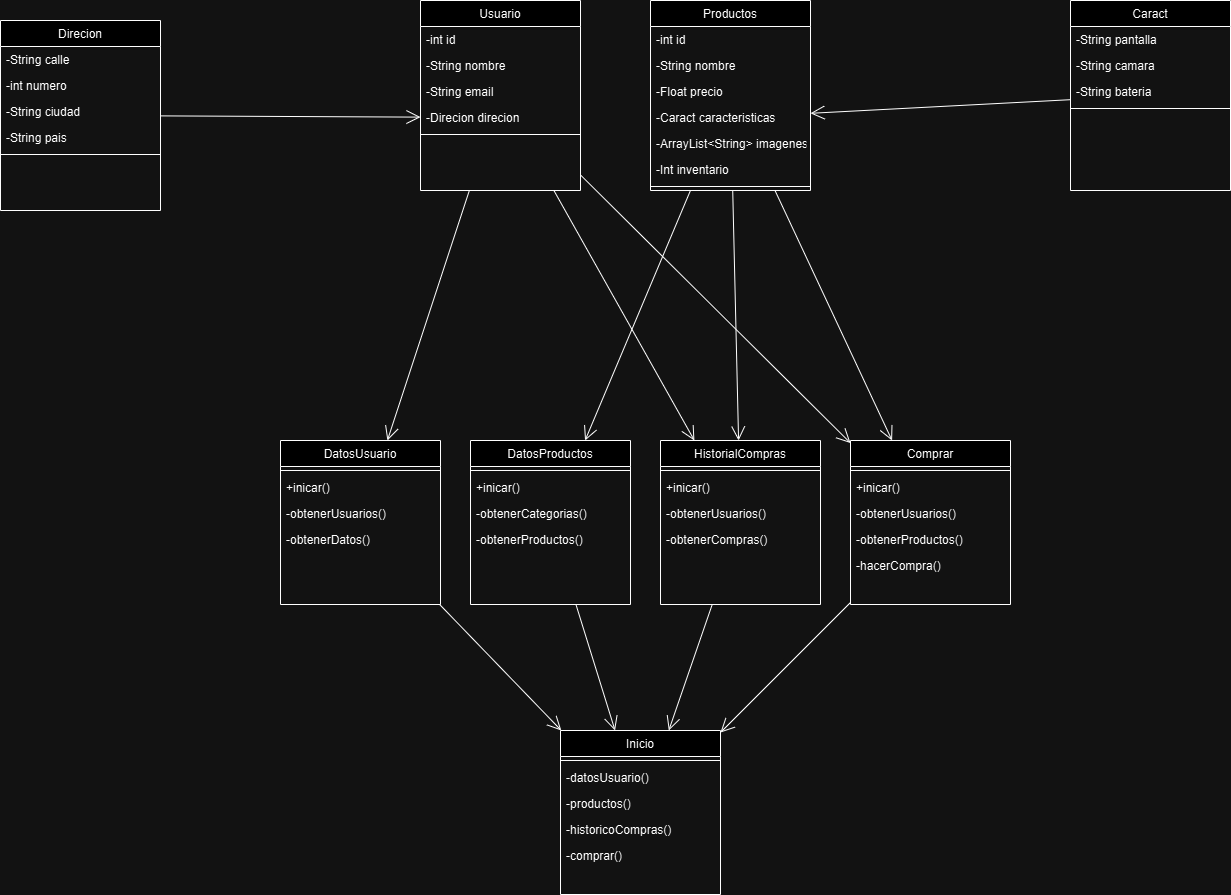 Direcion
-String calle
-int numero
-String ciudad
-String pais
Usuario
-int id
-String nombre
-String email
-Direcion direcion
Productos
-int id
-String nombre
-Float precio
-Caract caracteristicas
-ArrayList<String> imagenes
-Int inventario
Caract
-String pantalla
-String camara
-String bateria
DatosUsuario
+inicar()
-obtenerUsuarios()
-obtenerDatos()
DatosProductos
+inicar()
-obtenerCategorias()
-obtenerProductos()
HistorialCompras
+inicar()
-obtenerUsuarios()
-obtenerCompras()
Comprar
+inicar()
-obtenerUsuarios()
-obtenerProductos()
-hacerCompra()
Inicio
-datosUsuario()
-productos()
-historicoCompras()
-comprar()